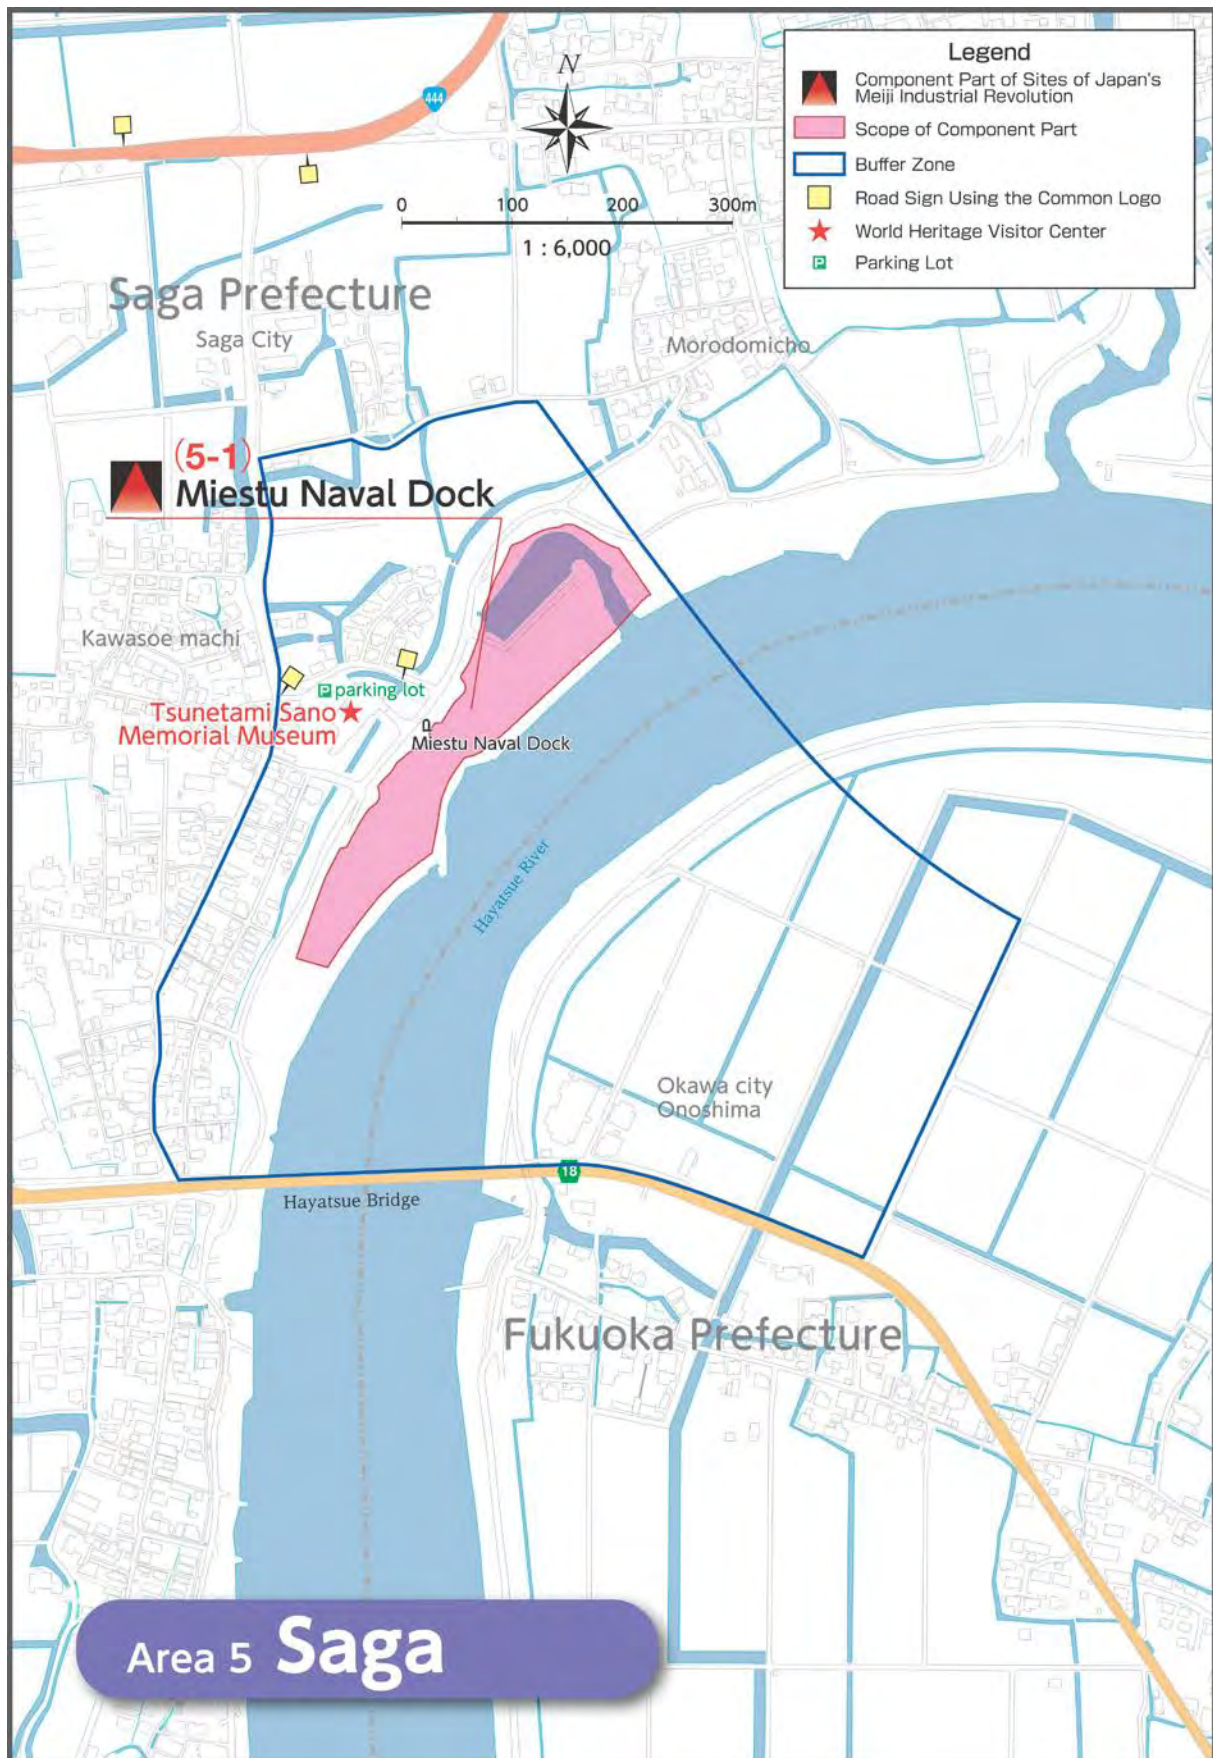 Legend
Component Part of Sites of Japan's
Meiji Industrial Revolution
Scope of Component Part
Buffer Zone
Road Sign Using the Common Logo
World Heritage Visitor Center
P Parking Lot
444
N
0 100 200 300m
1 : 6,000
Saga Prefecture
Saga City
Morodomicho
(5-1)
Miestu Naval Dock
Kawasoe machi
P parking lot
Tsunetami Sano
Memorial Museum
P
Miestu Naval Dock
Hayatsue River
Okawa city
Onoshima
18
Hayatsue Bridge
Fukuoka Prefecture
Area 5 Saga